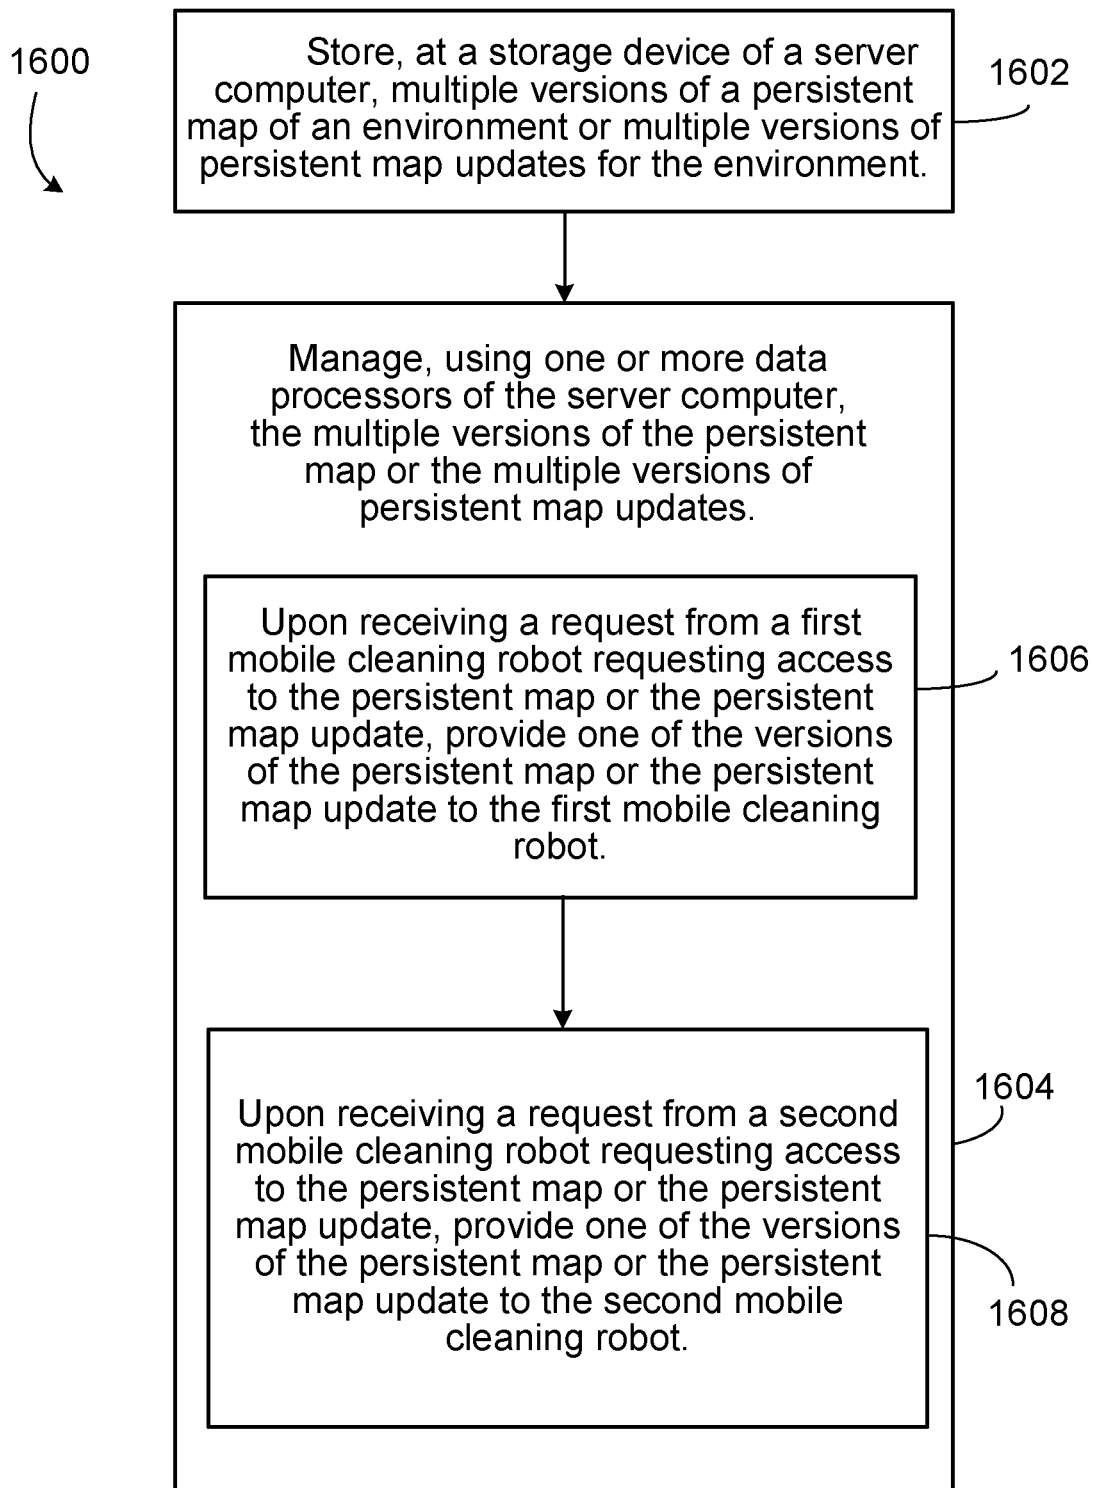 1600
Store, at a storage device of a server
computer, multiple versions of a persistent
map of an environment or multiple versions of
persistent map updates for the environment.
1602
Manage, using one or more data
processors of the server computer,
the multiple versions of the persistent
map or the multiple versions of
persistent map updates.
Upon receiving a request from a first
mobile cleaning robot requesting access
to the persistent map or the persistent
map update, provide one of the versions
of the persistent map or the persistent
map update to the first mobile cleaning
robot.
1606
1604
Upon receiving a request from a second
mobile cleaning robot requesting access
to the persistent map or the persistent
map update, provide one of the versions
of the persistent map or the persistent
map update to the second mobile
cleaning robot.
1608